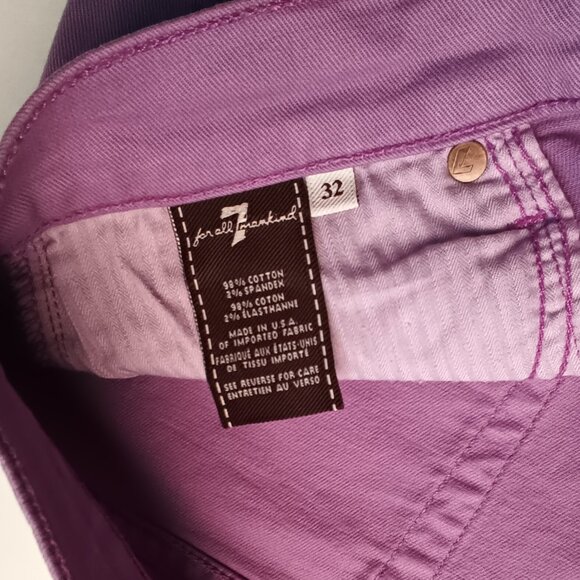 7
for all mankind
32
98% COTTON
2% SPANDEX
98% COTON
2% ÉLASTHANNE
MADE IN U.S.A.
OF IMPORTED FABRIC
FABRIQUÉ AUX ÉTATS-UNIS
DE TISSU IMPORTÉ
SEE REVERSE FOR CARE
ENTRETIEN AU VERSO